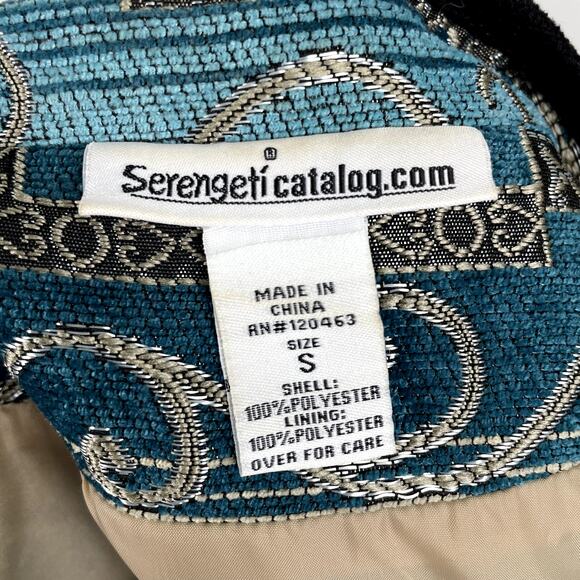 Serengeticatalog.com
MADE IN
CHINA
RN#120463
SIZE
S
SHELL:
100%POLYESTER
LINING:
100%POLYESTER
OVER FOR CARE